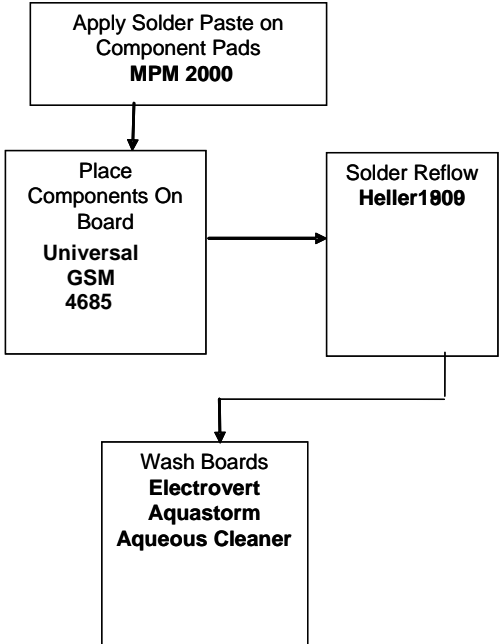 Apply Solder Paste on
Component Pads
MPM 2000
Place
Components On
Board
Universal
GSM
4685
Solder Reflow
Wash Boards
Electrovert
Aquastorm
Aqueous Cleaner